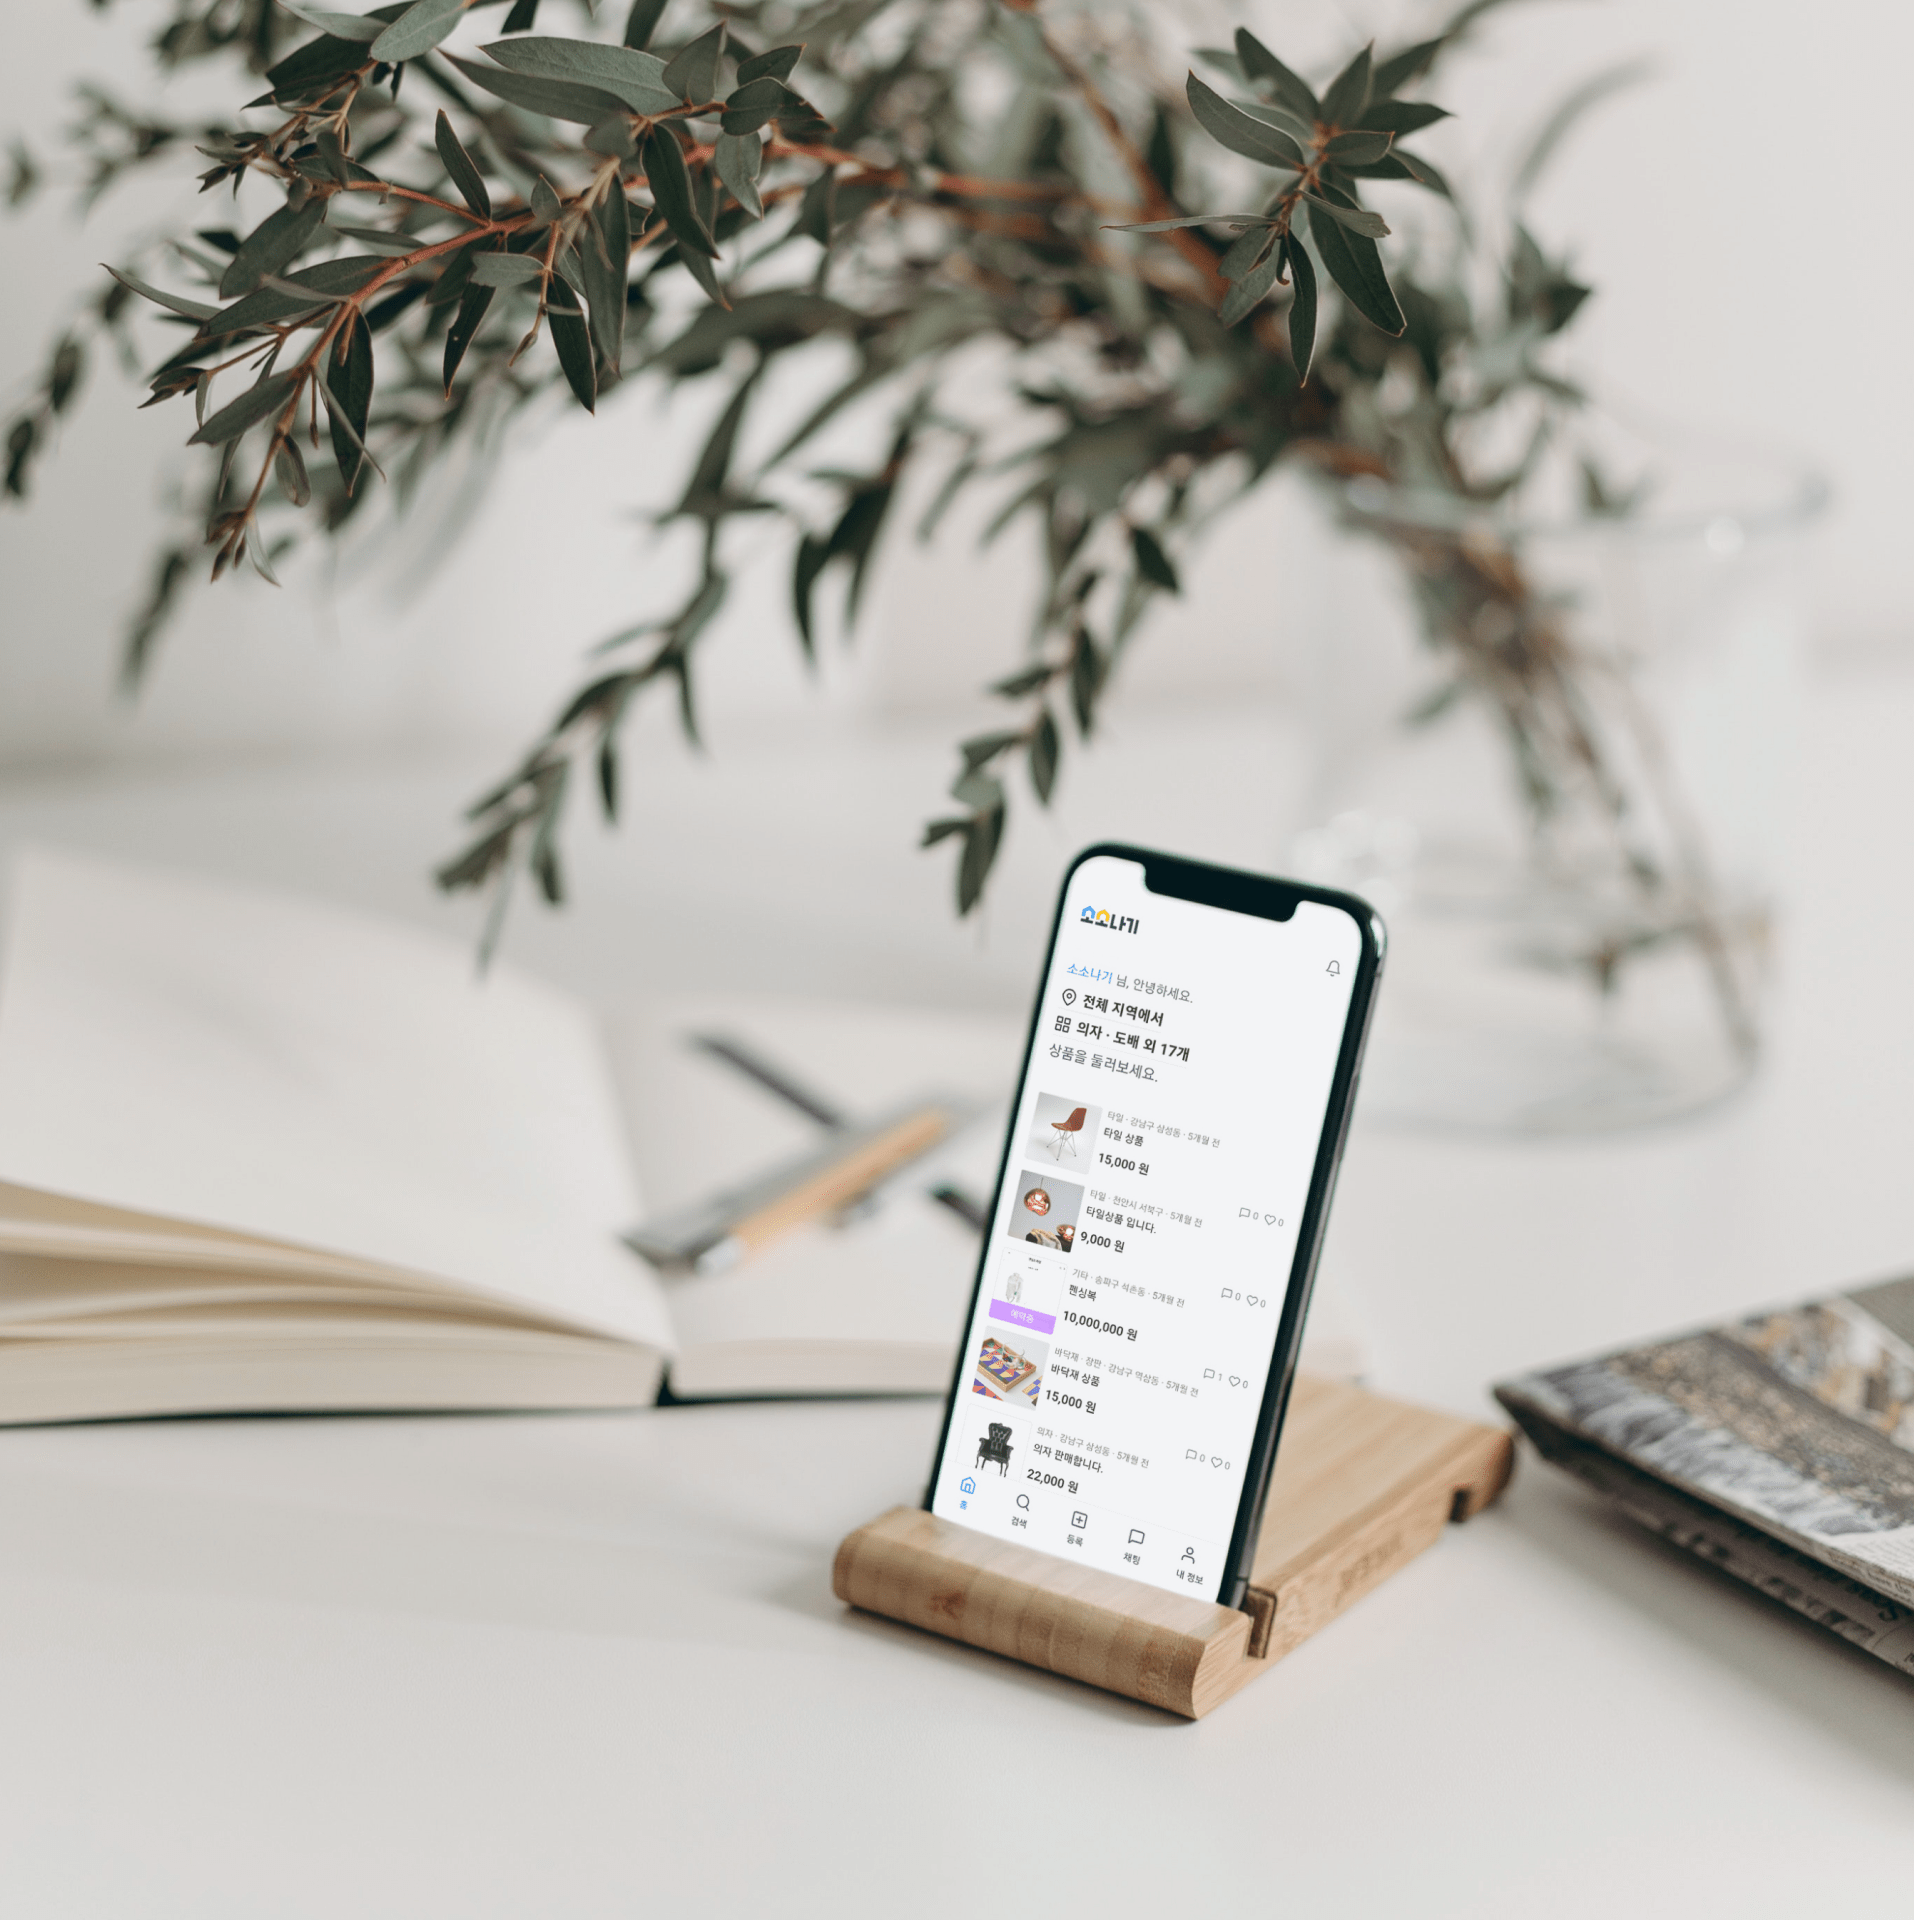 소소나기
소소나기 님, 안녕하세요.
전체 지역에서
의자 · 도배 외 17개
상품을 둘러보세요.
타일 · 강남구 삼성동 · 5개월 전
타일 상품
15,000 원
0 0
타일 · 천안시 서북구 · 5개월 전
타일상품 입니다.
9,000 원
0 0
기타 · 송파구 석촌동 · 5개월 전
펜싱복
10,000,000 원
예약중
1 0
바닥재 · 장판 · 강남구 역삼동 · 5개월 전
바닥재 상품
15,000 원
0 0
의자 · 강남구 삼성동 · 5개월 전
의자 판매합니다.
22,000 원
홈
검색
등록
채팅
내 정보